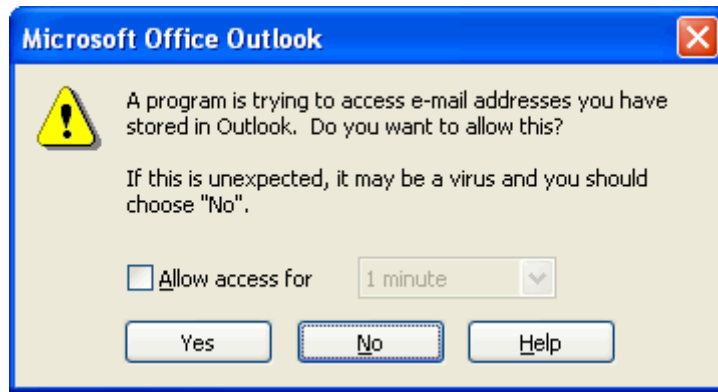 Microsoft Office Outlook
A program is trying to access e-mail addresses you have
stored in Outlook.  Do you want to allow this?
If this is unexpected, it may be a virus and you should
choose "No".
Allow access for 1 minute
Yes No Help